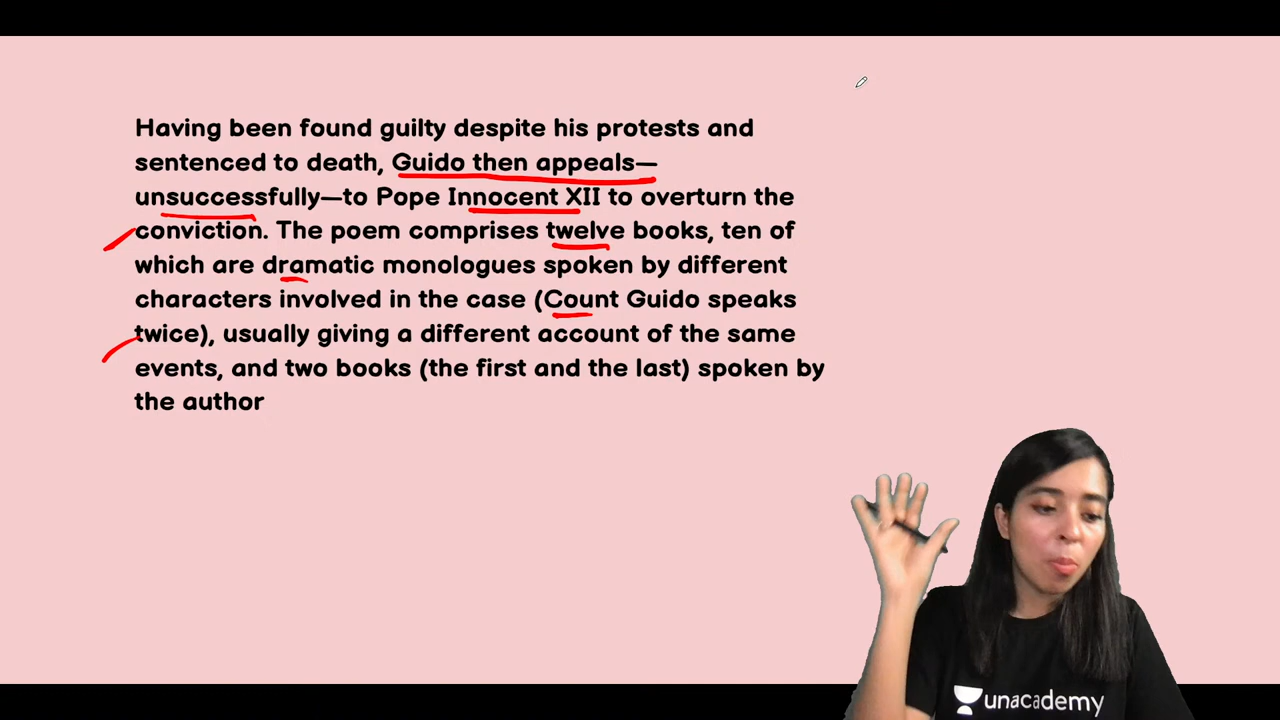 Having been found guilty despite his protests and
sentenced to death, Guido then appeals—
unsuccessfully—to Pope Innocent XII to overturn the
conviction. The poem comprises twelve books, ten of
which are dramatic monologues spoken by different
characters involved in the case (Count Guido speaks
twice), usually giving a different account of the same
events, and two books (the first and the last) spoken by
the author
unacademy